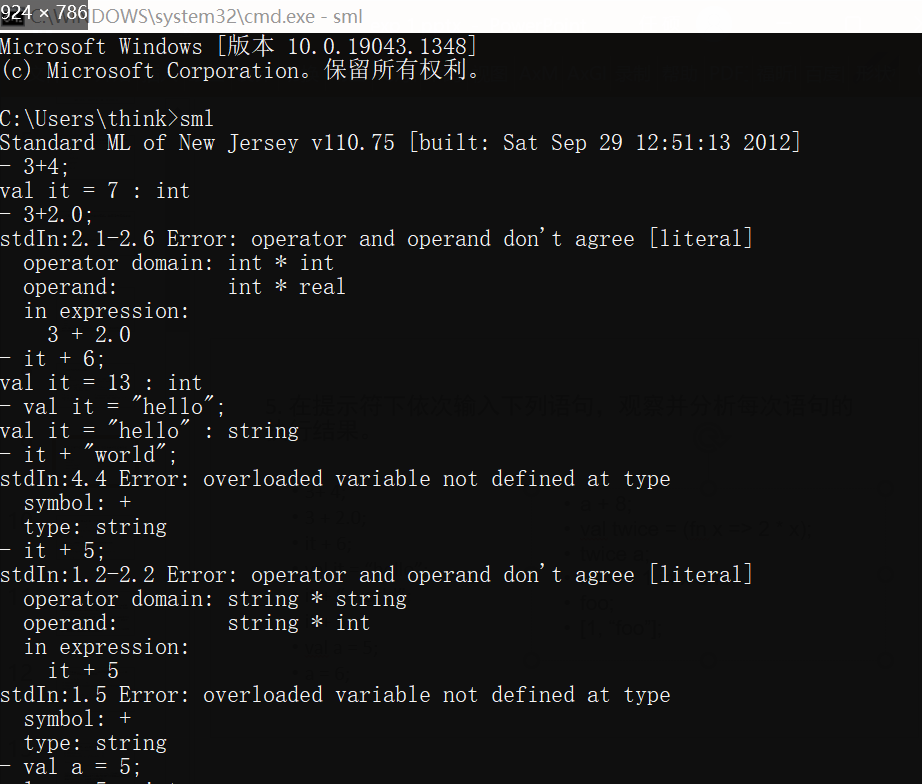 924 × 786
C:\WINDOWS\system32\cmd.exe - sml
Microsoft Windows [版本 10.0.19043.1348]
(c) Microsoft Corporation。保留所有权利。
C:\Users\think>sml
Standard ML of New Jersey v110.75 [built: Sat Sep 29 12:51:13 2012]
- 3+4;
val it = 7 : int
- 3+2.0;
stdIn:2.1-2.6 Error: operator and operand don't agree [literal]
operator domain: int * int
operand: int * real
in expression:
3 + 2.0
- it + 6;
val it = 13 : int
- val it = "hello";
val it = "hello" : string
- it + "world";
stdIn:4.4 Error: overloaded variable not defined at type
symbol: +
type: string
- it + 5;
stdIn:1.2-2.2 Error: operator and operand don't agree [literal]
operator domain: string * string
operand: string * int
in expression:
it + 5
stdIn:1.5 Error: overloaded variable not defined at type
symbol: +
type: string
- val a = 5;